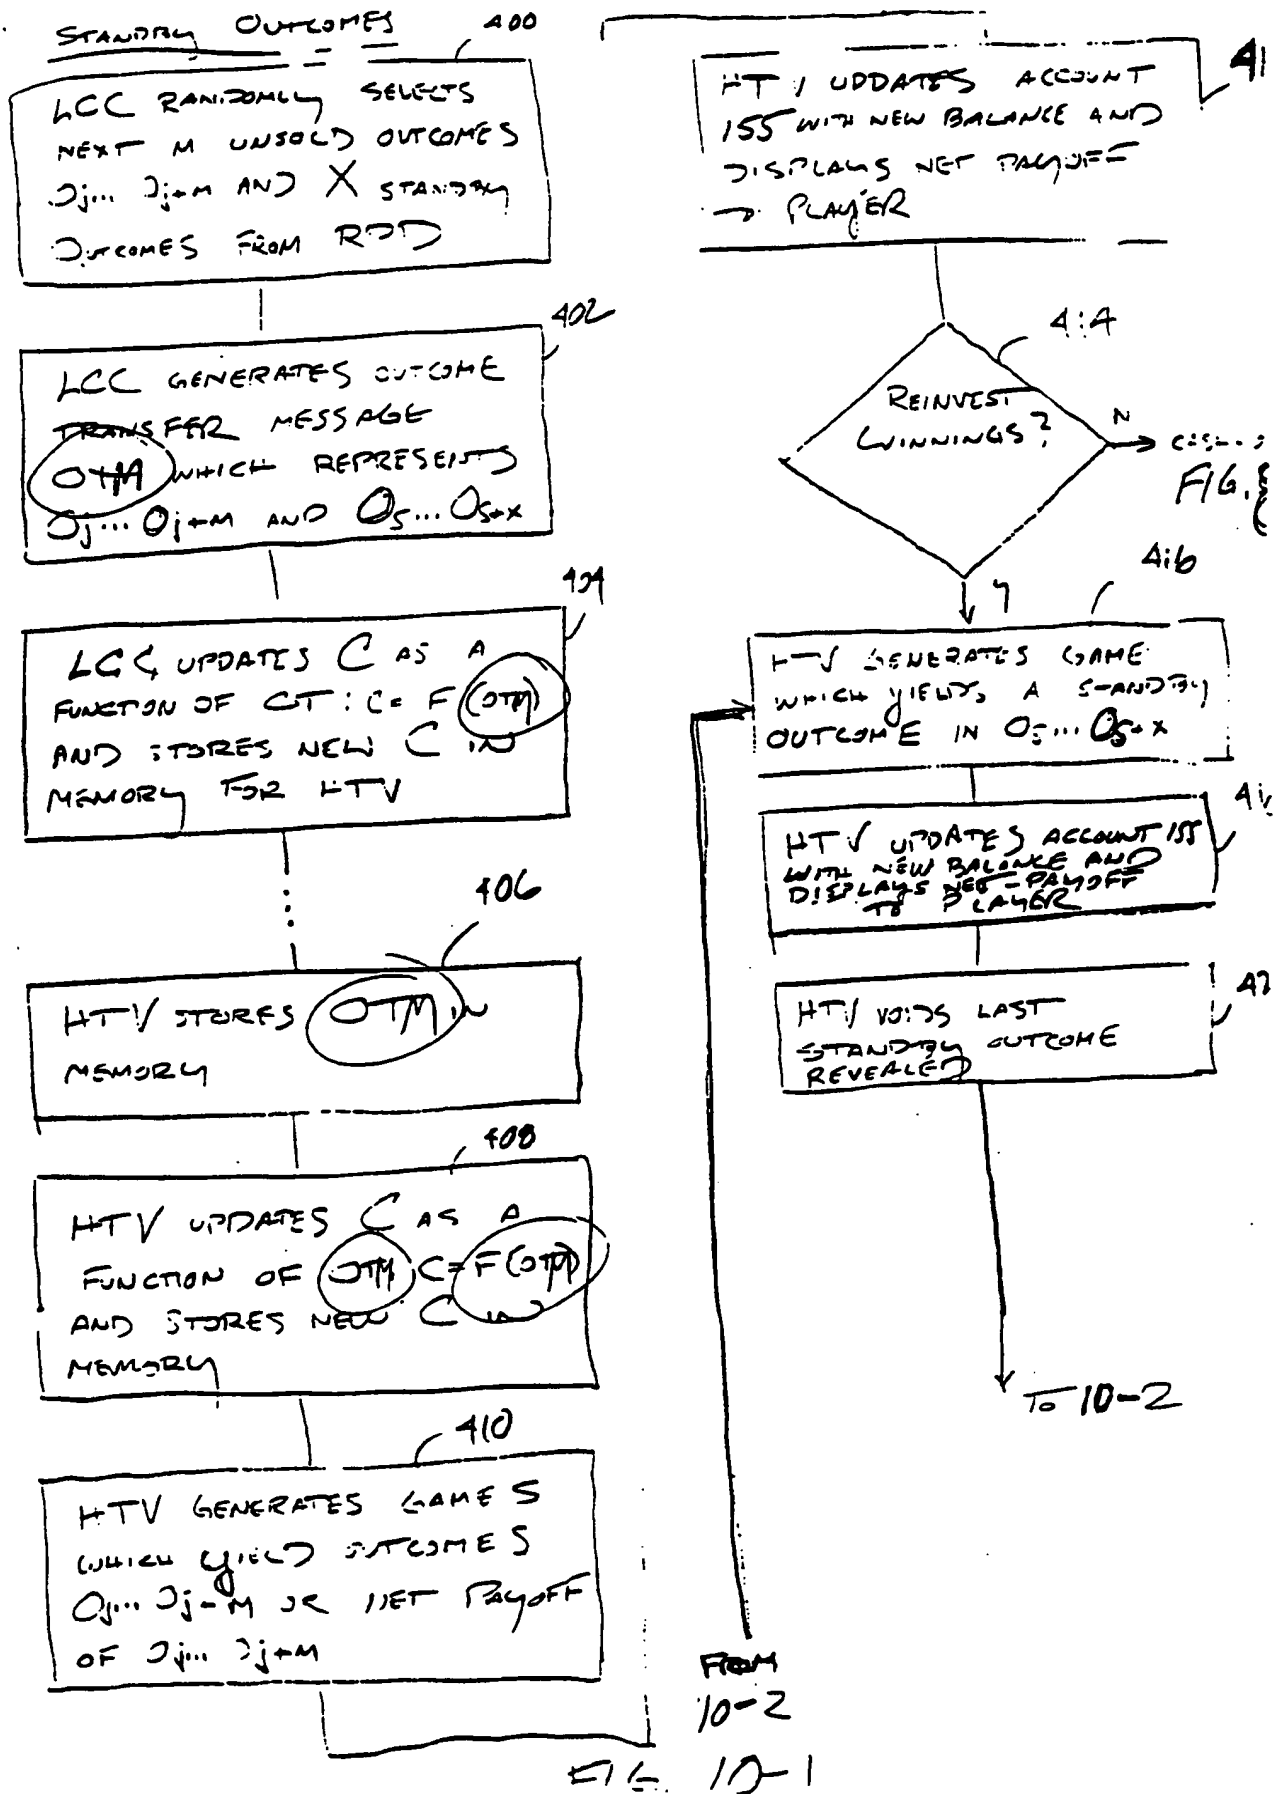 STANDBY OUTCOMES
400
LCC RANDOMLY SELECTS
NEXT M UNSOLD OUTCOMES
Oj... Oj+M AND X STANDBY
OUTCOMES FROM RPD
402
LCC GENERATES OUTCOME
TRANSFER MESSAGE
OTM WHICH REPRESENTS
Oj... Oj+M AND OS... OS+X
404
LCC UPDATES C AS A
FUNCTION OF CT: C= F(OTM)
AND STORES NEW C IN
MEMORY FOR HTV
406
HTV STORES OTM IN
MEMORY
408
HTV UPDATES C AS A
FUNCTION OF OTM C=F(OTM)
AND STORES NEW C IN
MEMORY
410
HTV GENERATES GAMES
WHICH YIELD OUTCOMES
Oj... Oj+M OR NET PAYOFF
OF Oj... Oj+M
41
HTV UPDATES ACCOUNT
155 WITH NEW BALANCE AND
DISPLAYS NET PAYOFF
TO PLAYER
414
REINVEST
WINNINGS?
N
FIG.
Y
416
HTV GENERATES GAME
WHICH YIELDS A STANDBY
OUTCOME IN OS... OS+X
41
HTV UPDATES ACCOUNT 155
WITH NEW BALANCE AND
DISPLAYS NET PAYOFF
TO PLAYER
42
HTV VOIDS LAST
STANDBY OUTCOME
REVEALED
TO 10-2
FROM
10-2
FIG. 10-1